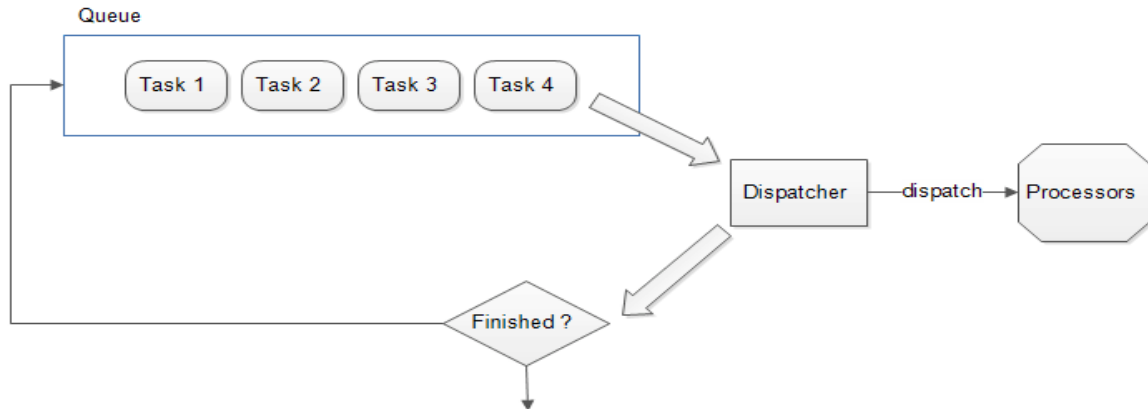 Queue
Task 1
Task 2
Task 3
Task 4
Dispatcher
dispatch
Processors
Finished ?